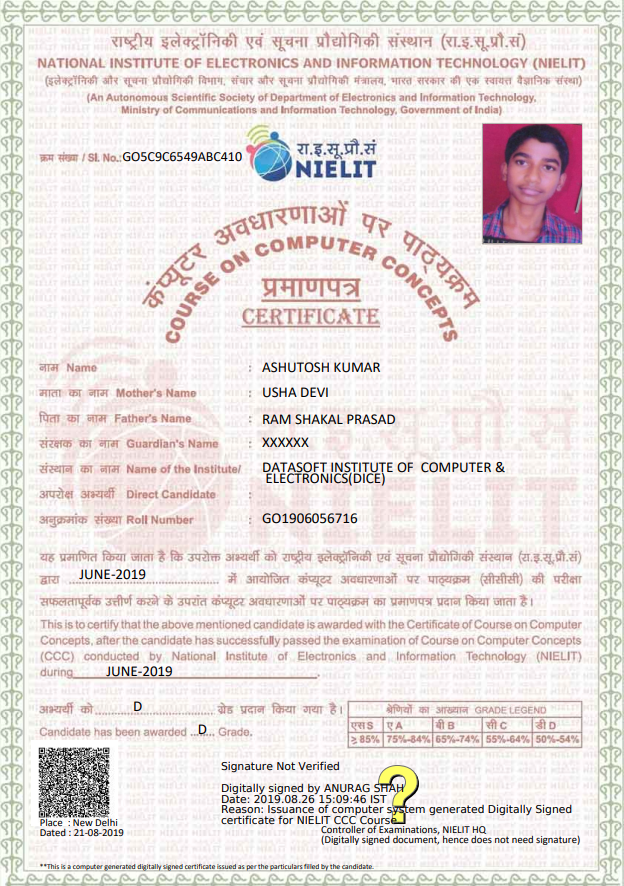 राष्ट्रीय इलेक्ट्रॉनिकी एवं सूचना प्रौद्योगिकी संस्थान (रा.इ.सू.प्रौ.सं)
NATIONAL INSTITUTE OF ELECTRONICS AND INFORMATION TECHNOLOGY (NIELIT)
(इलेक्ट्रॉनिकी और सूचना प्रौद्योगिकी विभाग, संचार और सूचना प्रौद्योगिकी मंत्रालय, भारत सरकार की एक स्वायत्त वैज्ञानिक संस्था)
(An Autonomous Scientific Society of Department of Electronics and Information Technology,
Ministry of Communications and Information Technology, Government of India)
क्रम संख्या / Sl. No.:GO5C9C6549ABC410
रा.इ.सू.प्रौ.सं
NIELIT
कंप्यूटर अवधारणाओं पर पाठ्यक्रम
COURSE ON COMPUTER CONCEPTS
प्रमाणपत्र
CERTIFICATE
नाम Name : ASHUTOSH KUMAR
माता का नाम Mother's Name : USHA DEVI
पिता का नाम Father's Name : RAM SHAKAL PRASAD
संरक्षक का नाम Guardian's Name : XXXXXX
संस्थान का नाम Name of the Institute/ : DATASOFT INSTITUTE OF COMPUTER &
ELECTRONICS(DICE)
अपरोक्ष अभ्यर्थी Direct Candidate :
अनुक्रमांक संख्या Roll Number : GO1906056716
यह प्रमाणित किया जाता है कि उपरोक्त अभ्यर्थी को राष्ट्रीय इलेक्ट्रॉनिकी एवं सूचना प्रौद्योगिकी संस्थान (रा.इ.सू.प्रौ.सं)
द्वारा JUNE-2019 में आयोजित कंप्यूटर अवधारणाओं पर पाठ्यक्रम (सीसीसी) की परीक्षा
सफलतापूर्वक उत्तीर्ण करने के उपरांत कंप्यूटर अवधारणाओं पर पाठ्यक्रम का प्रमाणपत्र प्रदान किया जाता है।
This is to certify that the above mentioned candidate is awarded with the Certificate of Course on Computer
Concepts, after the candidate has successfully passed the examination of Course on Computer Concepts
(CCC) conducted by National Institute of Electronics and Information Technology (NIELIT)
during JUNE-2019.
अभ्यर्थी को D ग्रेड प्रदान किया गया है।
Candidate has been awarded D Grade.
श्रेणियों का आख्यान GRADE LEGEND
एस S ए A बी B सी C डी D
≥ 85% 75%-84% 65%-74% 55%-64% 50%-54%
Signature Not Verified
Digitally signed by ANURAG SHAH
Date: 2019.08.26 15:09:46 IST
Reason: Issuance of computer system generated Digitally Signed
certificate for NIELIT CCC Course
Place : New Delhi
Dated : 21-08-2019
Controller of Examinations, NIELIT HQ
(Digitally signed document, hence does not need signature)
**This is a computer generated digitally signed certificate issued as per the particulars filled by the candidate.